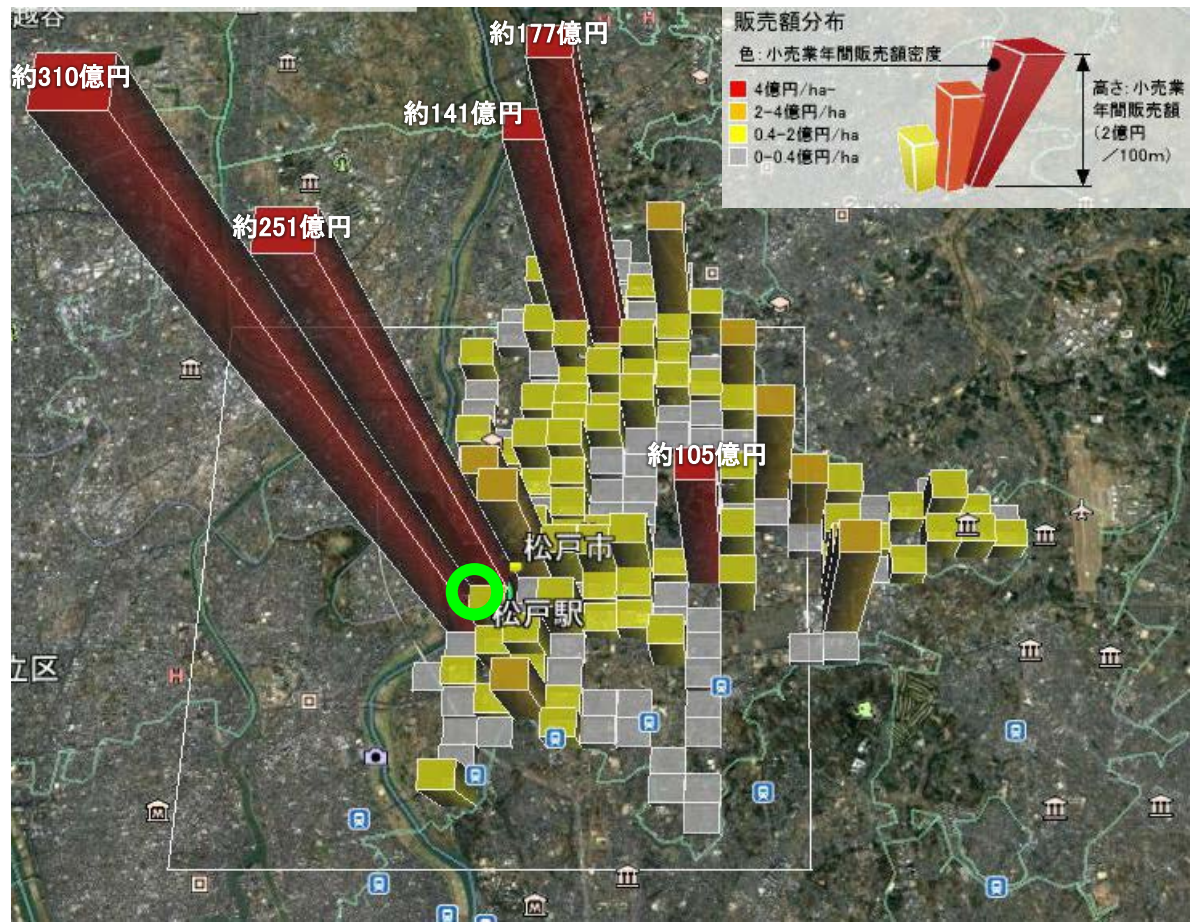 越谷
約310億円
約251億円
約177億円
約141億円
販売額分布
色:小売業年間販売額密度
4億円/ha-
2-4億円/ha
0.4-2億円/ha
0-0.4億円/ha
高さ:小売業
年間販売額
(2億円
/100m)
約105億円
松戸市
松戸駅
立区
H
H
H
M
M